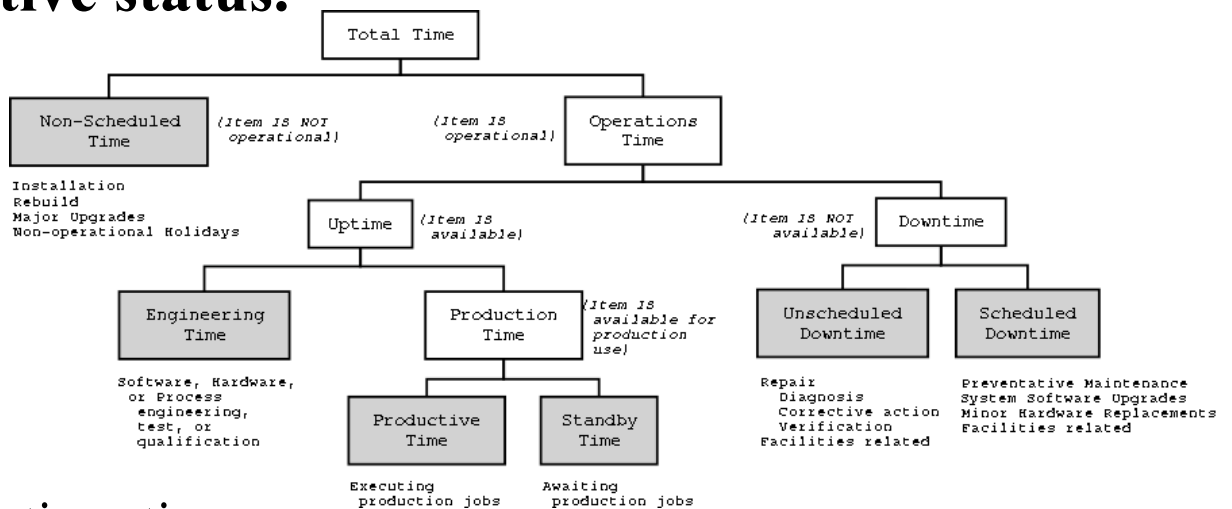 tive status.
Total Time
Non-Scheduled
Time
(Item IS NOT
operational)
(Item IS
operational)
Operations
Time
Installation
Rebuild
Major Upgrades
Non-operational Holidays
Uptime
(Item IS
available)
(Item IS NOT
available)
Downtime
Engineering
Time
Production
Time
(Item IS
available for
production
use)
Unscheduled
Downtime
Scheduled
Downtime
Software, Hardware,
or Process
engineering,
test, or
qualification
Productive
Time
Standby
Time
Repair
Diagnosis
Corrective action
Verification
Facilities related
Preventative Maintenance
System Software Upgrades
Minor Hardware Replacements
Facilities related
Executing
production jobs
Awaiting
production jobs